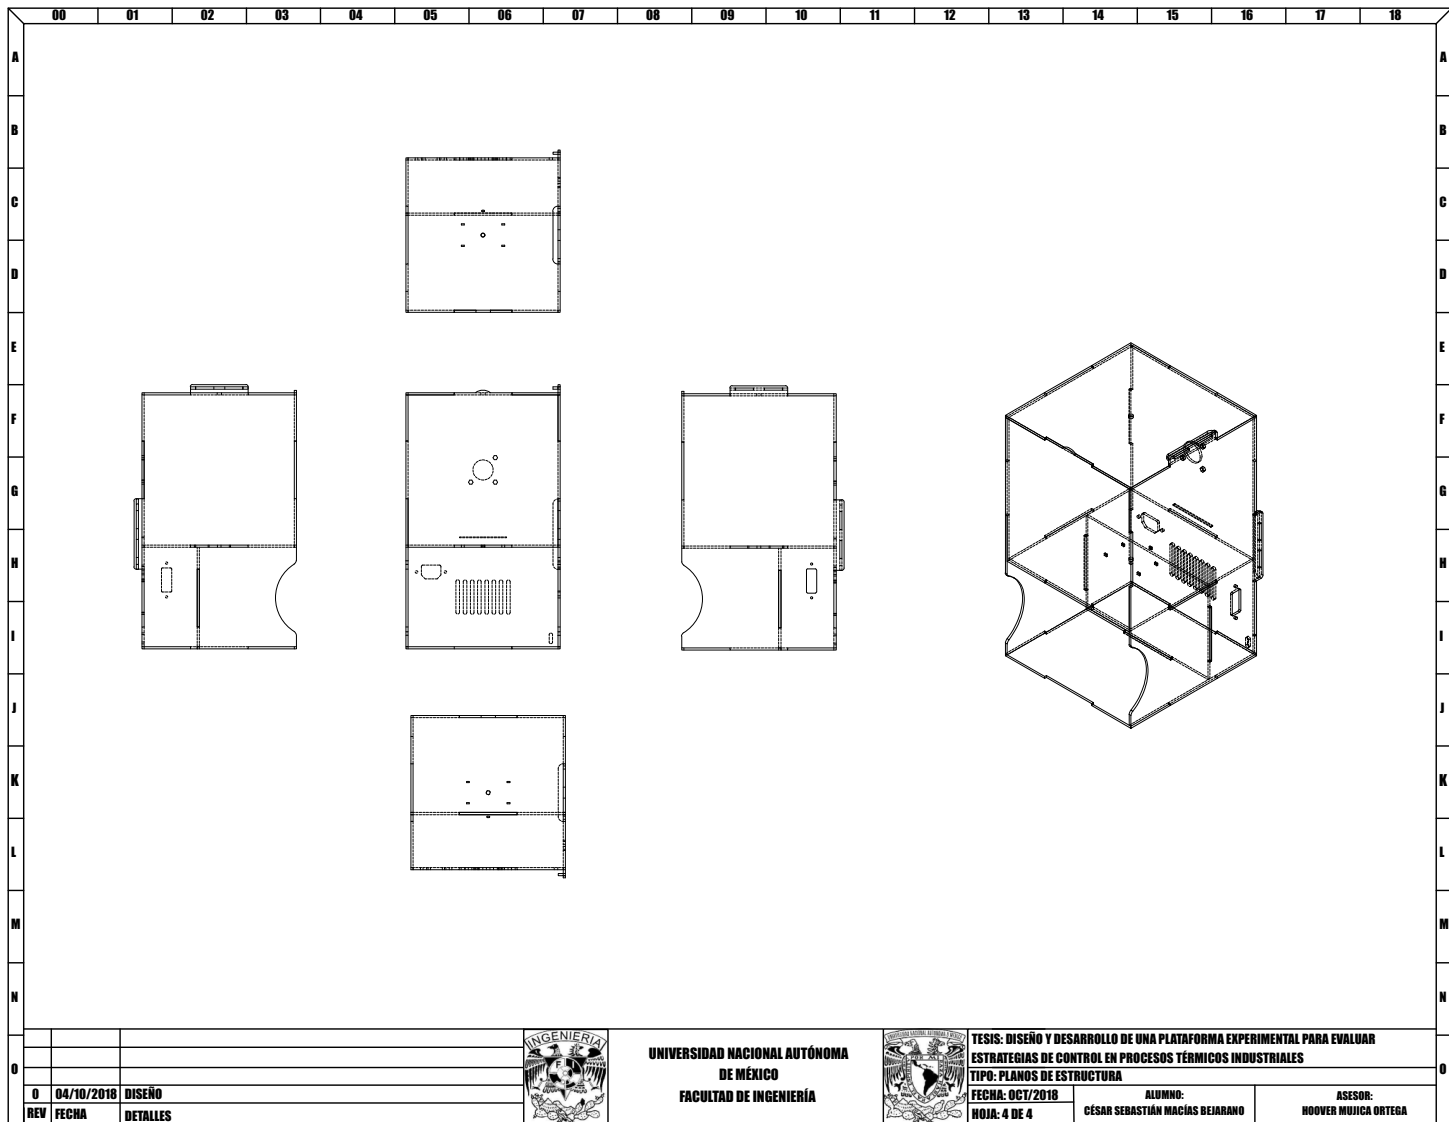 00 01 02 03 04 05 06 07 08 09 10 11 12 13 14 15 16 17 18
A A
B B
C C
D D
E E
F F
G G
H H
I I
J J
K K
L L
M M
N N
O O
0 04/10/2018 DISEÑO
REV FECHA DETALLES
INGENIERIA
UNIVERSIDAD NACIONAL AUTÓNOMA
DE MÉXICO
FACULTAD DE INGENIERÍA
TESIS: DISEÑO Y DESARROLLO DE UNA PLATAFORMA EXPERIMENTAL PARA EVALUAR
ESTRATEGIAS DE CONTROL EN PROCESOS TÉRMICOS INDUSTRIALES
TIPO: PLANOS DE ESTRUCTURA
FECHA: OCT/2018
HOJA: 4 DE 4
ALUMNO:
CÉSAR SEBASTIÁN MACÍAS BEJARANO
ASESOR:
HOOVER MUJICA ORTEGA